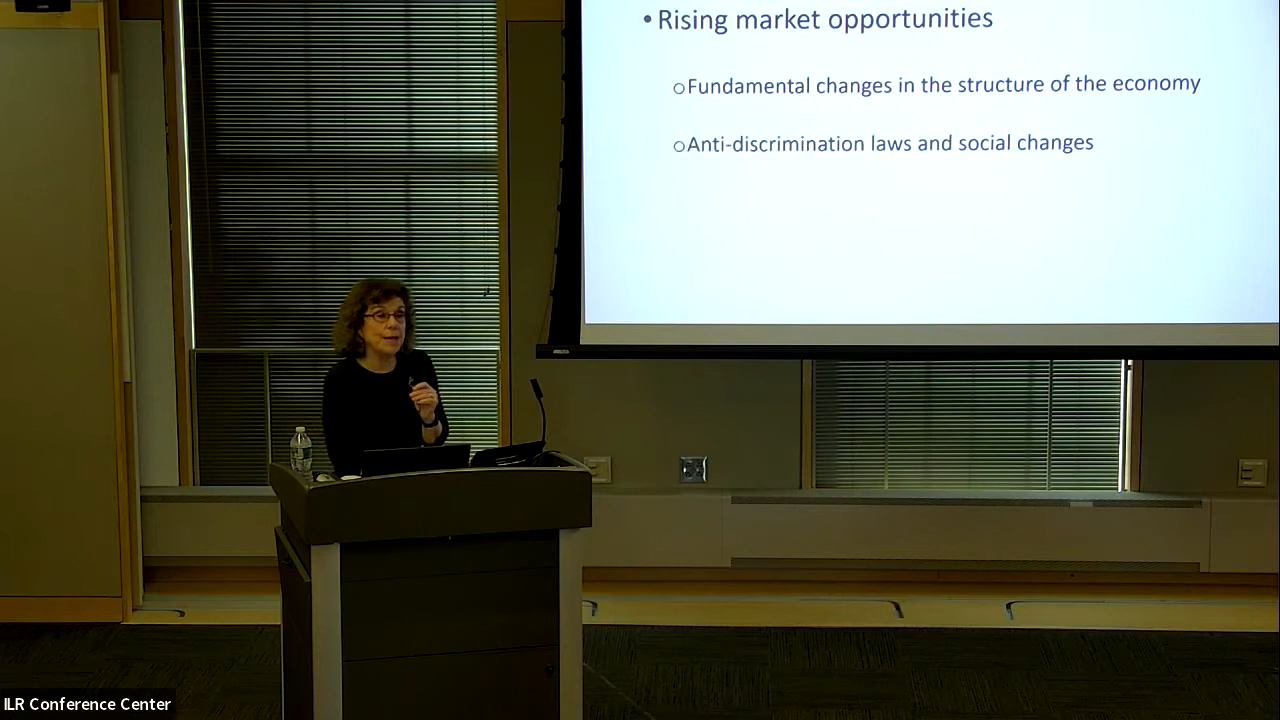 • Rising market opportunities
○Fundamental changes in the structure of the economy
○Anti-discrimination laws and social changes
ILR Conference Center